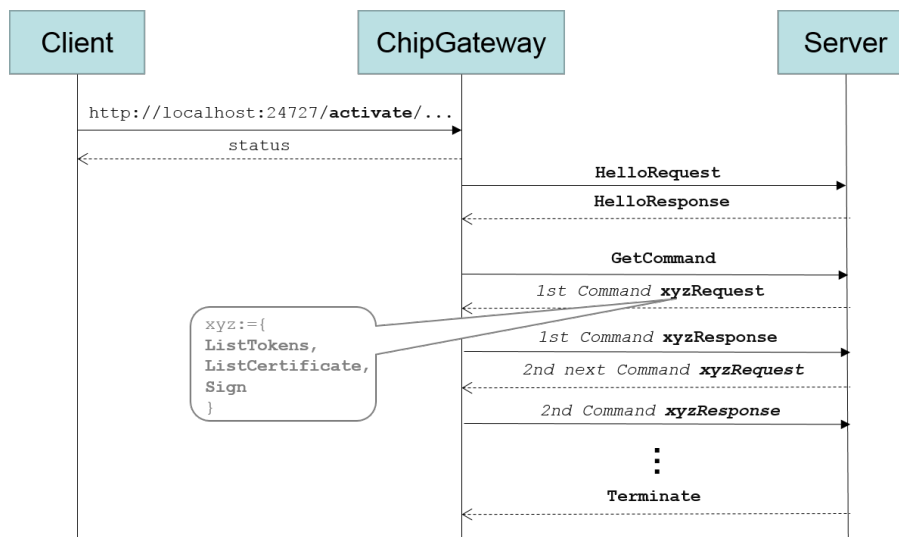 Client
ChipGateway
Server
http://localhost:24727/activate/...
status
HelloRequest
HelloResponse
GetCommand
1st Command xyzRequest
xyz:={
ListTokens,
ListCertificate,
Sign
}
1st Command xyzResponse
2nd next Command xyzRequest
2nd Command xyzResponse
Terminate